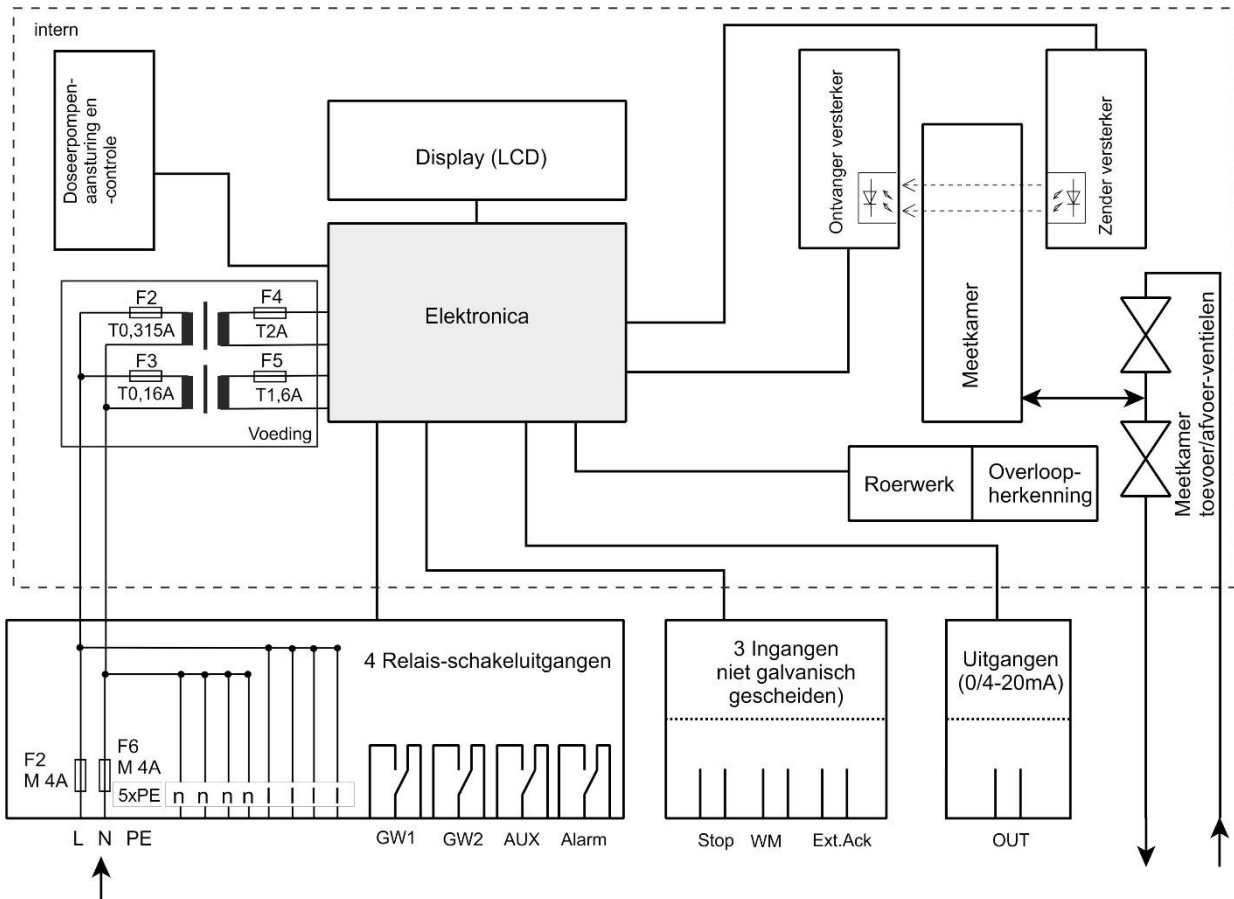 intern
Doseerpompen-
aansturing en
-controle
Display (LCD)
Elektronica
Ontvanger versterker
Meetkamer
Zender versterker
F2
T0,315A
F4
T2A
F3
T0,16A
F5
T1,6A
Voeding
Roerwerk
Overloop-
herkenning
Meetkamer
toevoer/afvoer-ventielen
4 Relais-schakeluitgangen
F2
M 4A
F6
M 4A
5xPE n n n n l l l l
L N PE
GW1 GW2 AUX Alarm
3 Ingangen
niet galvanisch
gescheiden)
Stop WM Ext.Ack
Uitgangen
(0/4-20mA)
OUT